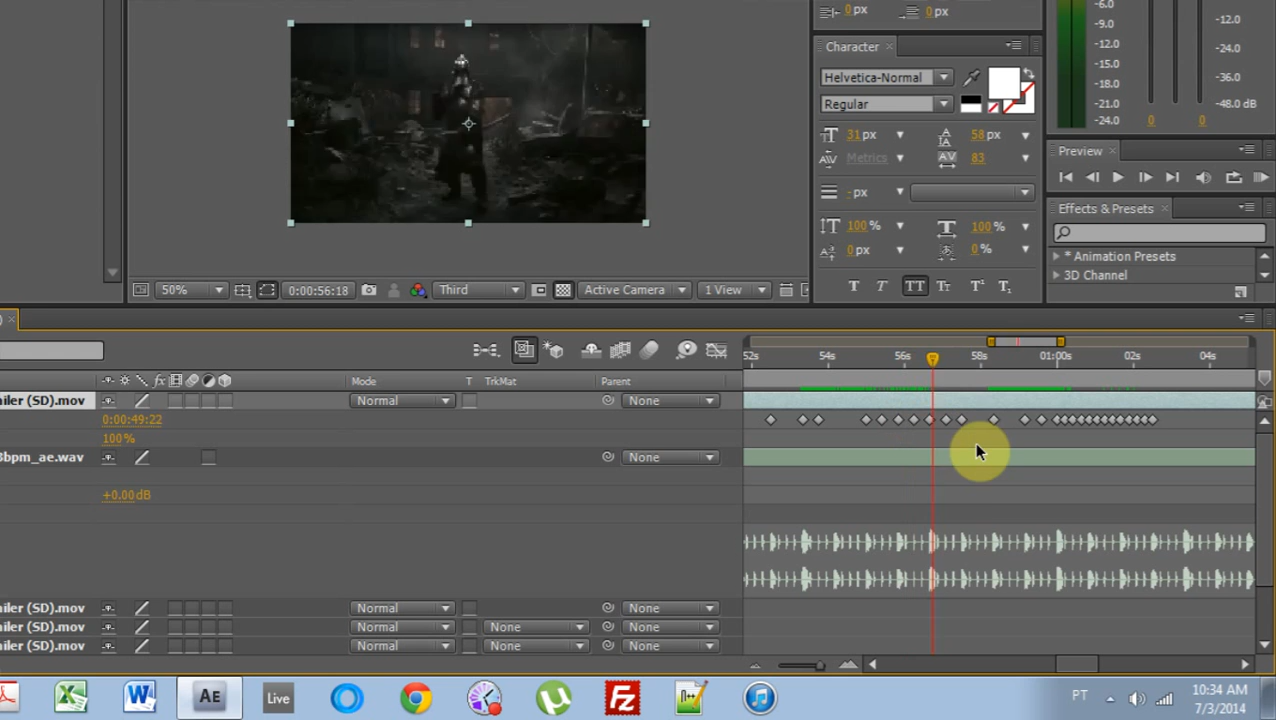 0px
0px
-6.0
-9.0
-12.0
-15.0
-18.0
-21.0
-24.0
-12.0
-24.0
-36.0
-48.0 dB
0
0
Character
Helvetica-Normal
Regular
31 px
58 px
Metrics
83
- px
100 %
100 %
0 px
0 %
T T TT Tт T¹ T₁
Preview
Effects & Presets
* Animation Presets
3D Channel
50%
0:00:56:18
Third
Active Camera
1 View
52s 54s 56s 58s 01:00s 02s 04s
fx
Mode
T
TrkMat
Parent
iler (SD).mov
Normal
None
0:00:49:22
100%
3bpm_ae.wav
None
+0.00dB
iler (SD).mov
Normal
None
iler (SD).mov
Normal
None
None
iler (SD).mov
Normal
None
None
AE
Live
PT
10:34 AM
7/3/2014